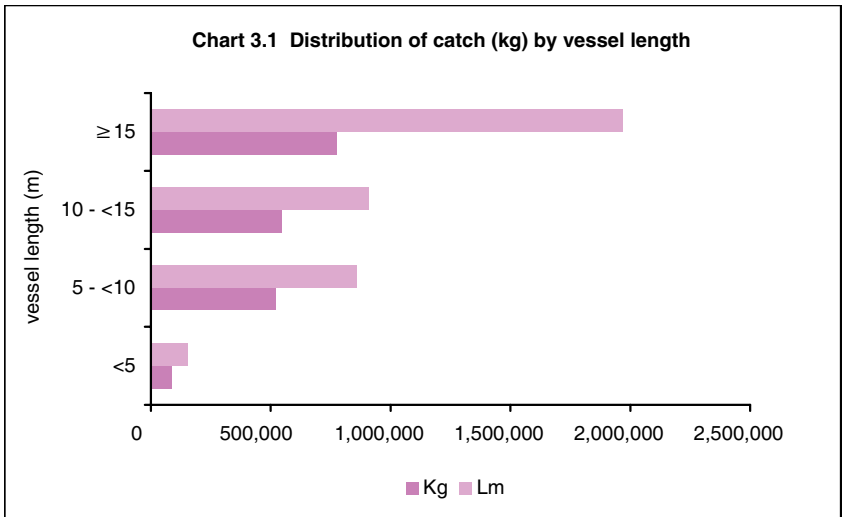 Chart 3.1 Distribution of catch (kg) by vessel length
vessel length (m)
≥ 15
10 - <15
5 - <10
<5
0 500,000 1,000,000 1,500,000 2,000,000 2,500,000
Kg Lm